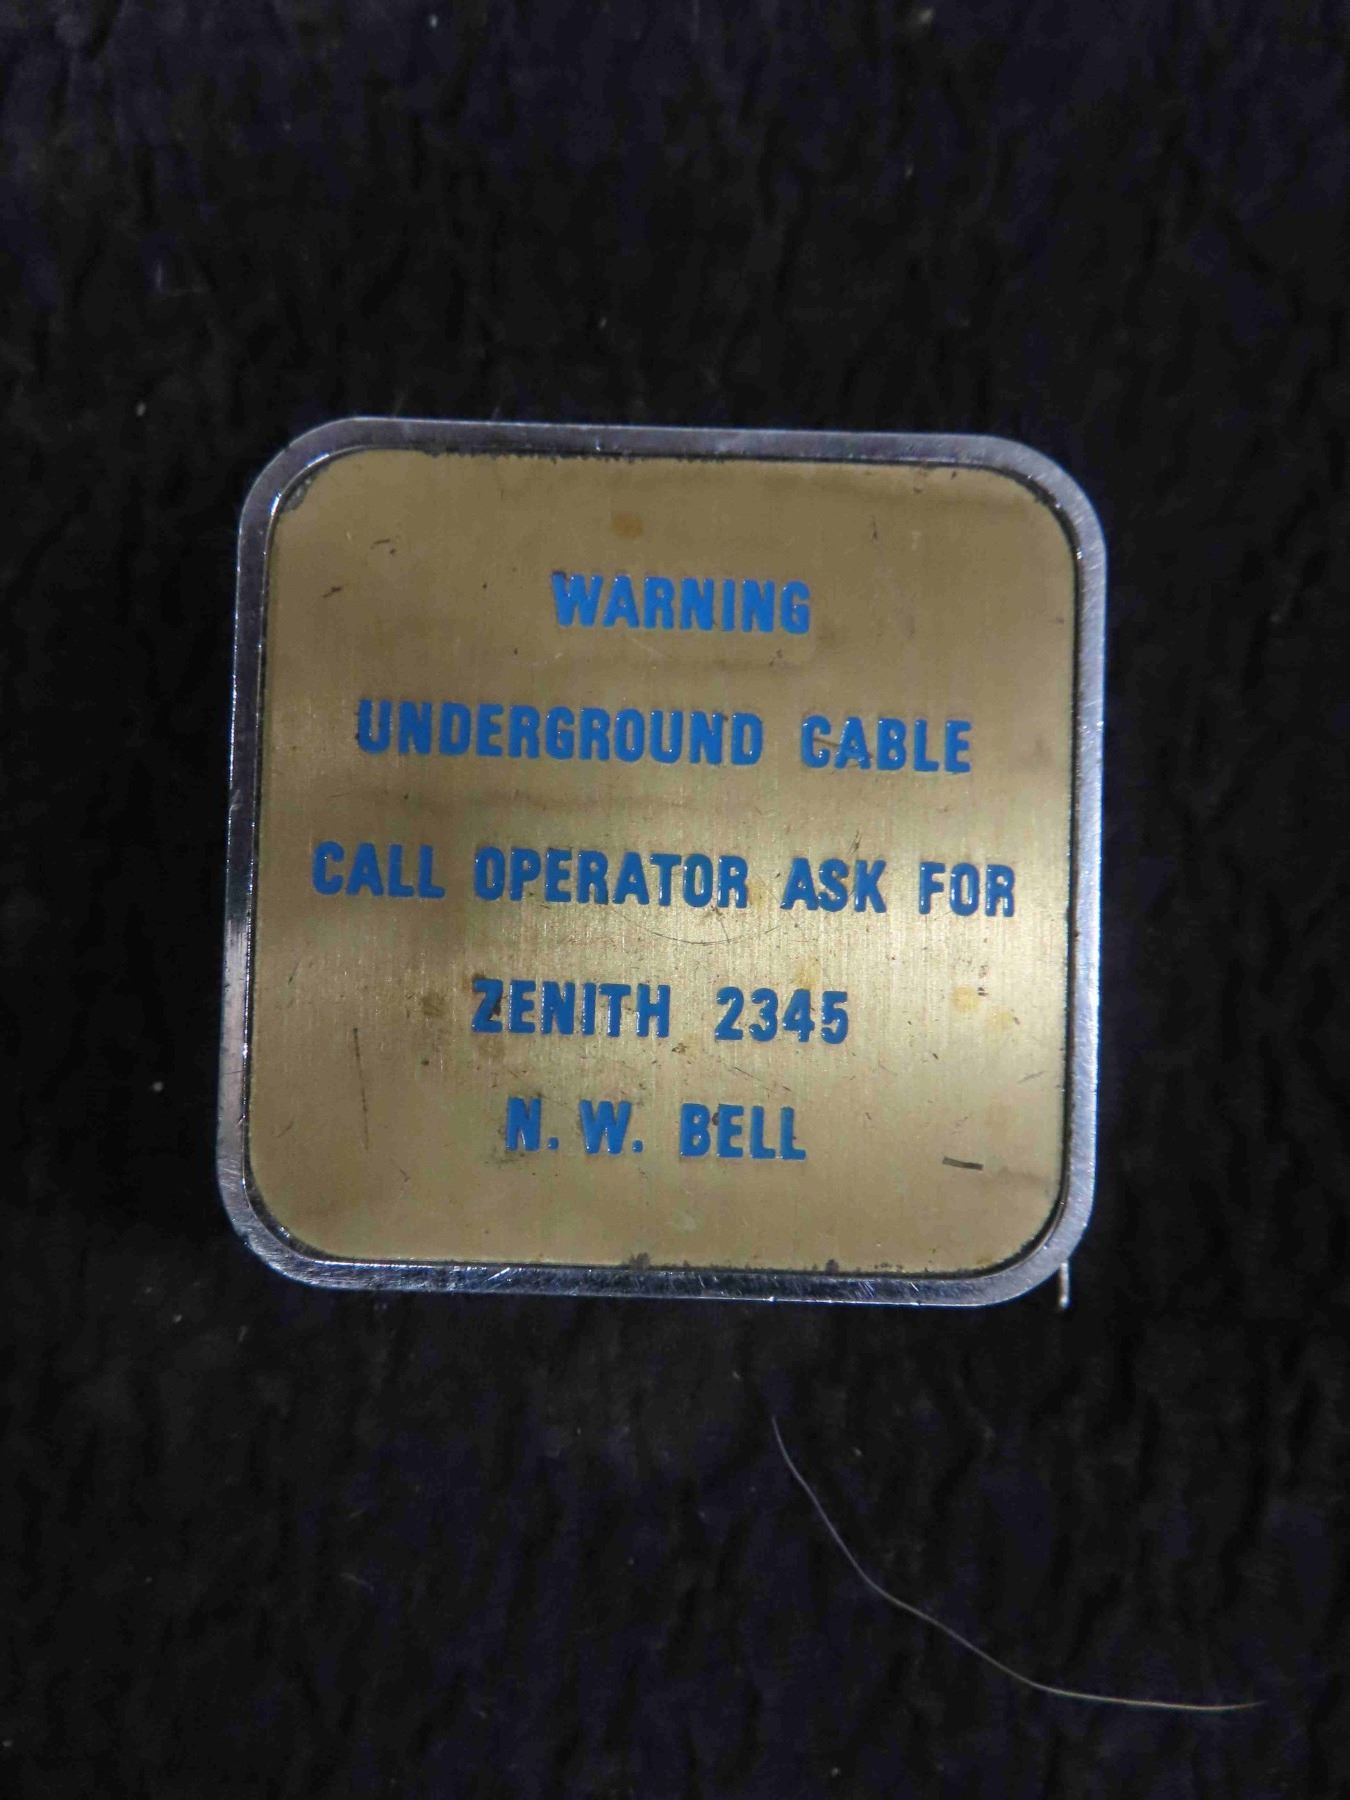 WARNING
UNDERGROUND CABLE
CALL OPERATOR ASK FOR
ZENITH 2345
N. W. BELL